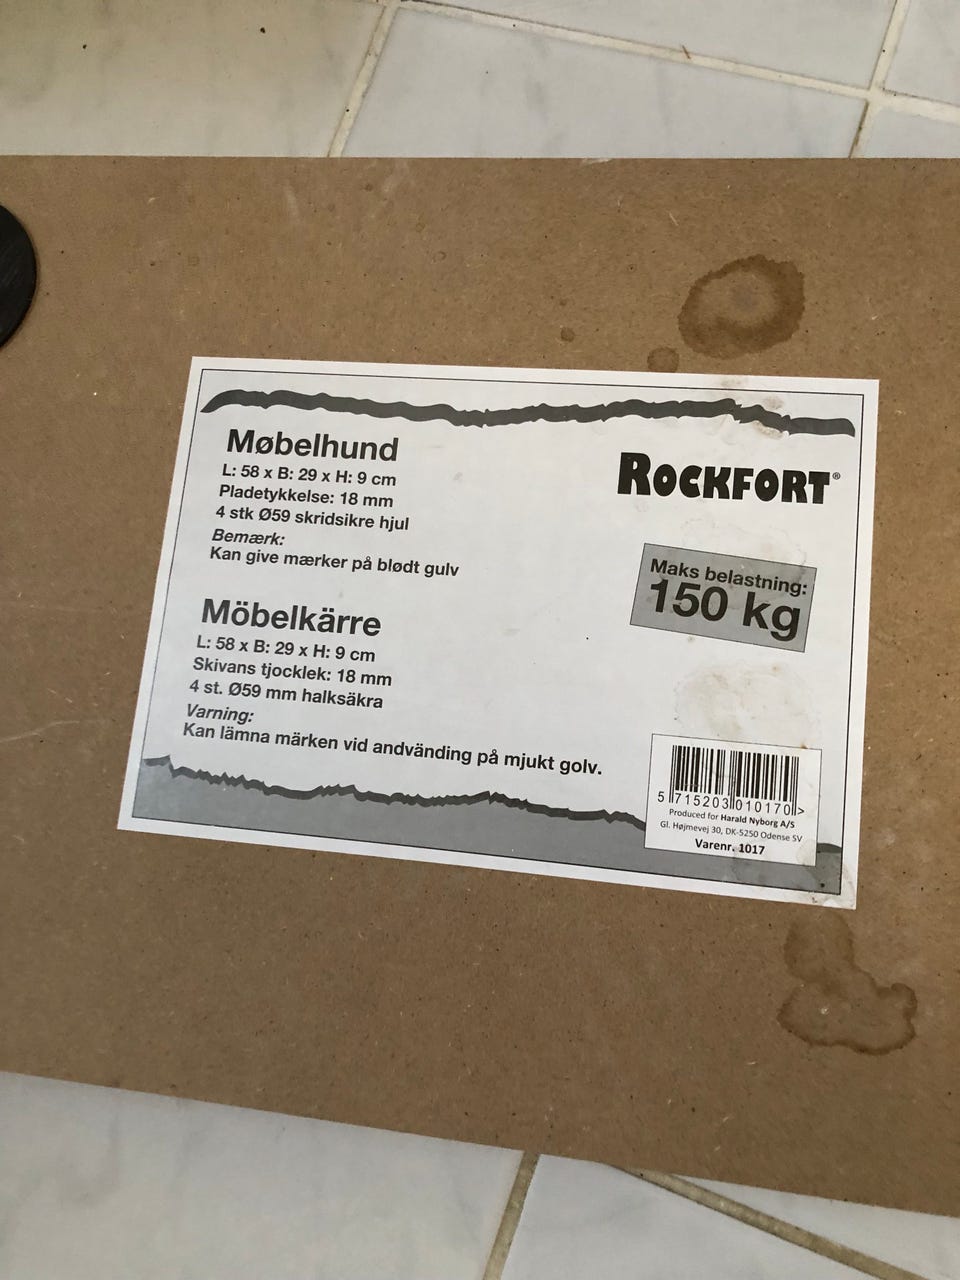 Møbelhund
L: 58 x B: 29 x H: 9 cm
Pladetykkelse: 18 mm
4 stk Ø59 skridsikre hjul
Bemærk:
Kan give mærker på blødt gulv
Möbelkärre
L: 58 x B: 29 x H: 9 cm
Skivans tjocklek: 18 mm
4 st. Ø59 mm halksäkra
Varning:
Kan lämna märken vid andvänding på mjukt golv.
ROCKFORT®
Maks belastning:
150 kg
5 715203 010170 >
Produced for Harald Nyborg A/S
Gl. Højmevej 30, DK-5250 Odense SV
Varenr. 1017